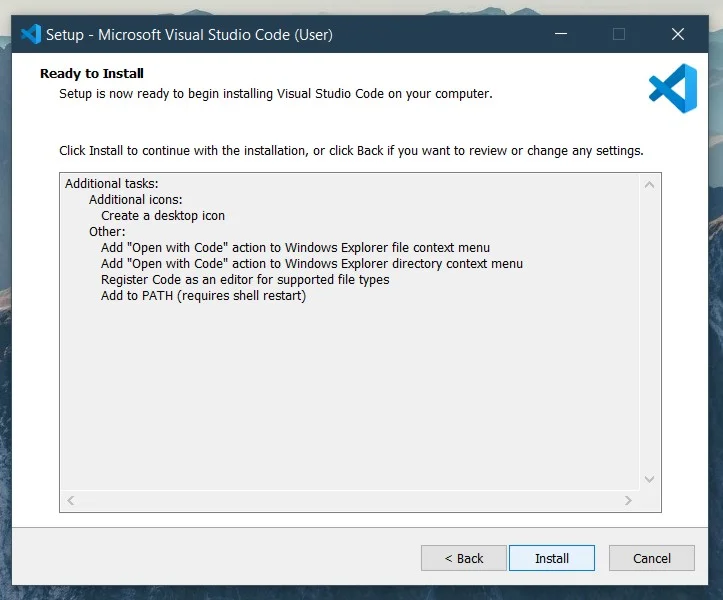 Setup - Microsoft Visual Studio Code (User)
Ready to Install
Setup is now ready to begin installing Visual Studio Code on your computer.
Click Install to continue with the installation, or click Back if you want to review or change any settings.
Additional tasks:
Additional icons:
Create a desktop icon
Other:
Add "Open with Code" action to Windows Explorer file context menu
Add "Open with Code" action to Windows Explorer directory context menu
Register Code as an editor for supported file types
Add to PATH (requires shell restart)
< Back Install Cancel